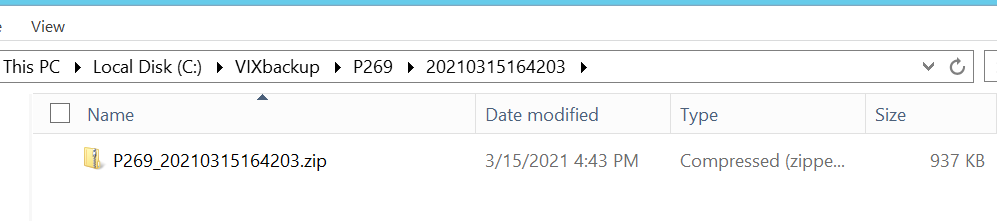 View
This PC Local Disk (C:) VIXbackup P269 20210315164203
Name Date modified Type Size
P269_20210315164203.zip 3/15/2021 4:43 PM Compressed (zippe... 937 KB